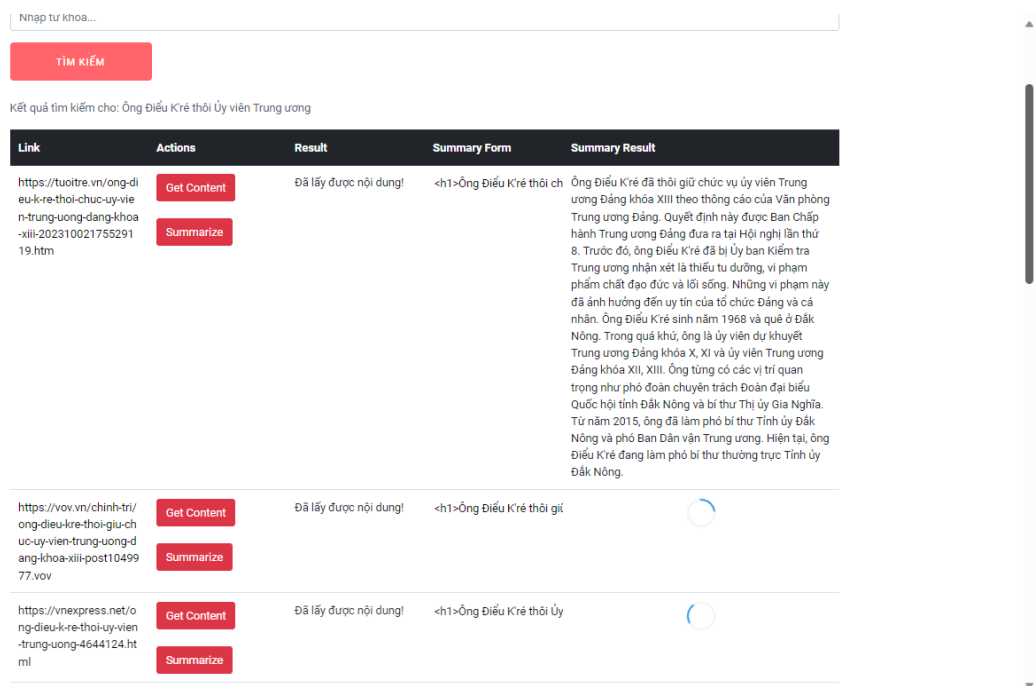 Nhập từ khóa...
TÌM KIẾM
Kết quả tìm kiếm cho: Ông Điểu K'ré thôi Ủy viên Trung ương
Link Actions Result Summary Form Summary Result
https://tuoitre.vn/ong-di
eu-k-re-thoi-chuc-uy-vie
n-trung-uong-dang-khoa
-xiii-202310021755291
19.htm
Get Content
Summarize
Đã lấy được nội dung!
<h1>Ông Điểu K'ré thôi ch
Ông Điểu K'ré đã thôi giữ chức vụ ủy viên Trung
ương Đảng khóa XIII theo thông cáo của Văn phòng
Trung ương Đảng. Quyết định này được Ban Chấp
hành Trung ương Đảng đưa ra tại Hội nghị lần thứ
8. Trước đó, ông Điểu K'ré đã bị Ủy ban Kiểm tra
Trung ương nhận xét là thiếu tu dưỡng, vi phạm
phẩm chất đạo đức và lối sống. Những vi phạm này
đã ảnh hưởng đến uy tín của tổ chức Đảng và cá
nhân. Ông Điểu K'ré sinh năm 1968 và quê ở Đắk
Nông. Trong quá khứ, ông là ủy viên dự khuyết
Trung ương Đảng khóa X, XI và ủy viên Trung ương
Đảng khóa XII, XIII. Ông từng có các vị trí quan
trọng như phó đoàn chuyên trách Đoàn đại biểu
Quốc hội tỉnh Đắk Nông và bí thư Thị ủy Gia Nghĩa.
Từ năm 2015, ông đã làm phó bí thư Tỉnh ủy Đắk
Nông và phó Ban Dân vận Trung ương. Hiện tại, ông
Điểu K'ré đang làm phó bí thư thường trực Tỉnh ủy
Đắk Nông.
https://vov.vn/chinh-tri/
ong-dieu-kre-thoi-giu-ch
uc-uy-vien-trung-uong-d
ang-khoa-xiii-post10499
77.vov
Get Content
Summarize
Đã lấy được nội dung!
<h1>Ông Điểu K'ré thôi giữ
https://vnexpress.net/o
ng-dieu-k-re-thoi-uy-vien
-trung-uong-4644124.ht
ml
Get Content
Summarize
Đã lấy được nội dung!
<h1>Ông Điểu K'ré thôi Ủy